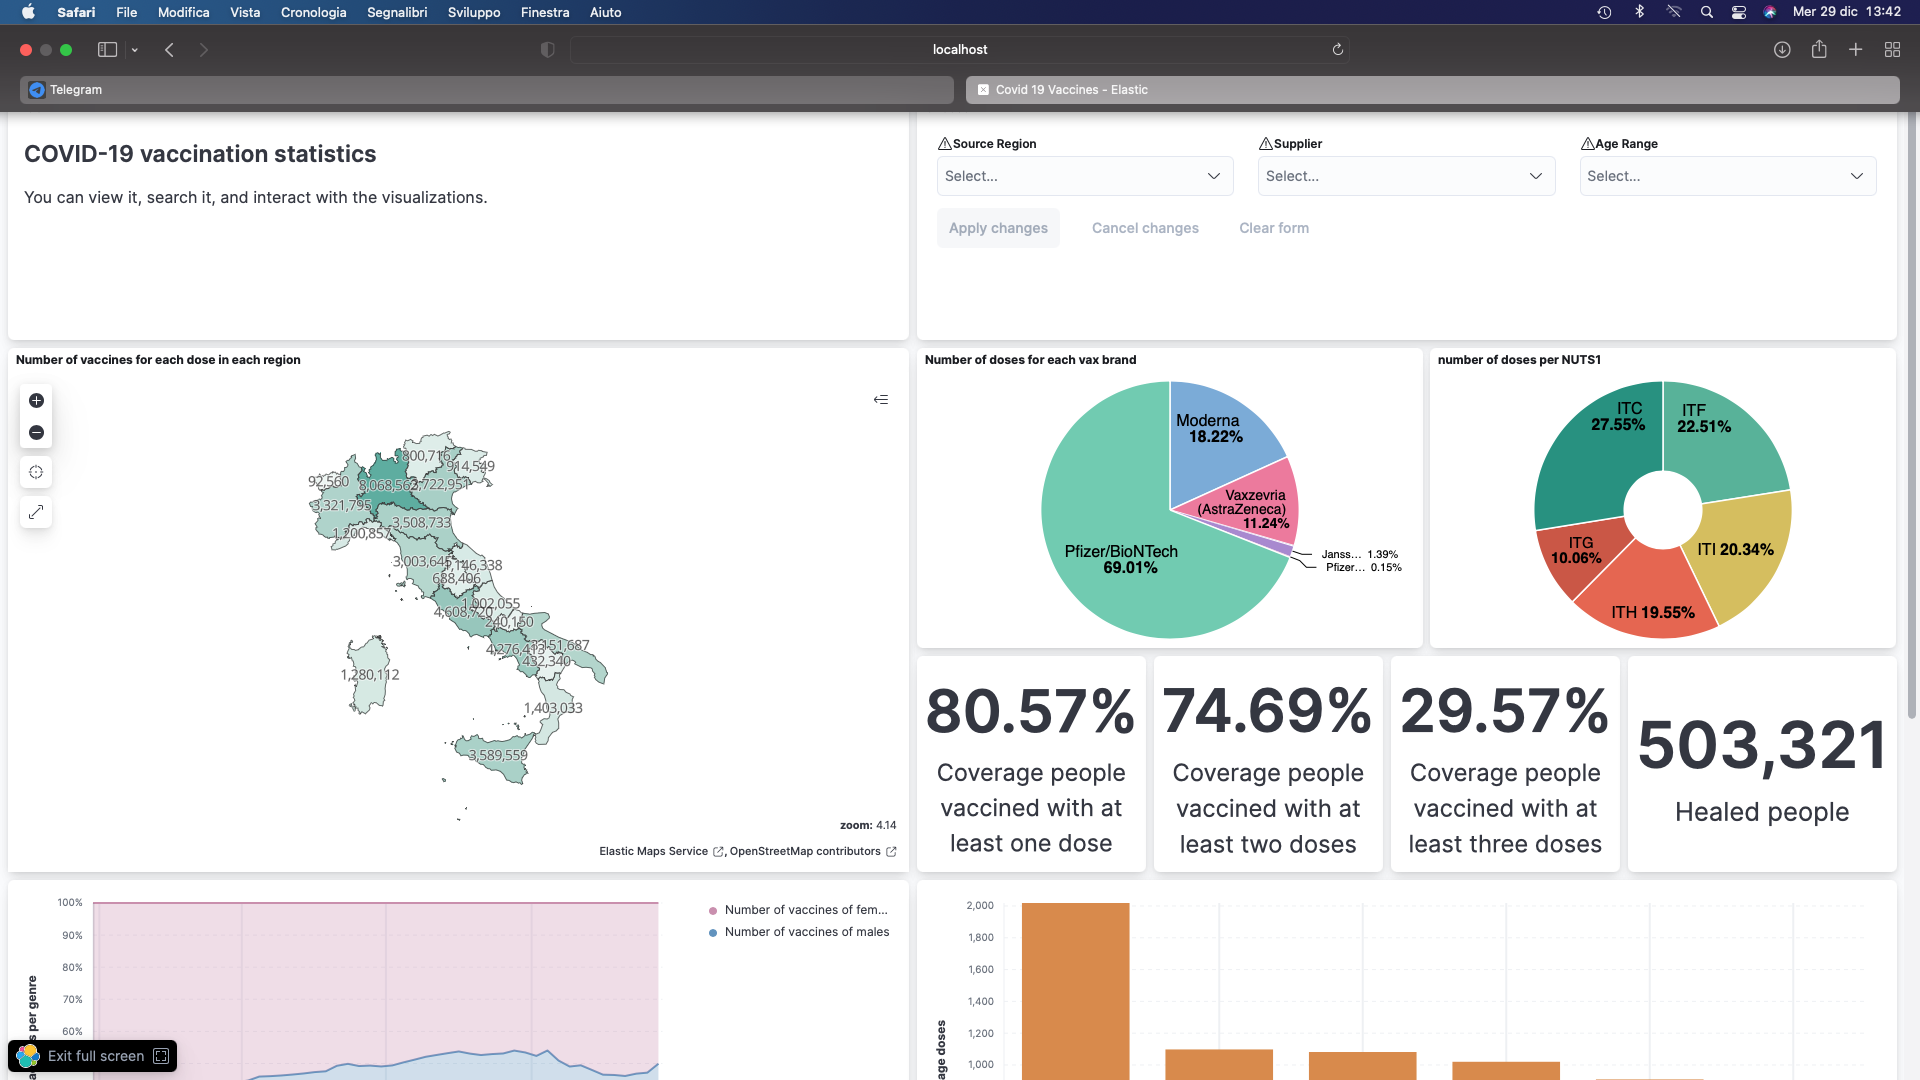 Safari File Modifica Vista Cronologia Segnalibri Sviluppo Finestra Aiuto Mer 29 dic 13:42
localhost
Telegram
Covid 19 Vaccines - Elastic
COVID-19 vaccination statistics
You can view it, search it, and interact with the visualizations.
Source Region
Select...
Supplier
Select...
Age Range
Select...
Apply changes Cancel changes Clear form
Number of vaccines for each dose in each region
800,716
914,549
92,560
8,068,562
3,722,951
3,321,795
3,508,733
1,200,857
3,003,645
1,146,338
688,406
1,002,055
4,608,720
240,150
4,276,413
3,151,687
432,340
1,280,112
1,403,033
3,589,559
zoom: 4.14
Elastic Maps Service , OpenStreetMap contributors
Number of doses for each vax brand
Moderna
18.22%
Vaxzevria
(AstraZeneca)
11.24%
Janss... 1.39%
Pfizer... 0.15%
Pfizer/BioNTech
69.01%
number of doses per NUTS1
ITC
27.55%
ITF
22.51%
ITG
10.06%
ITI 20.34%
ITH 19.55%
80.57%
Coverage people
vaccined with at
least one dose
74.69%
Coverage people
vaccined with at
least two doses
29.57%
Coverage people
vaccined with at
least three doses
503,321
Healed people
100%
90%
80%
70%
60%
s per genre
Number of vaccines of fem...
Number of vaccines of males
Exit full screen
2,000
1,800
1,600
1,400
1,200
1,000
age doses